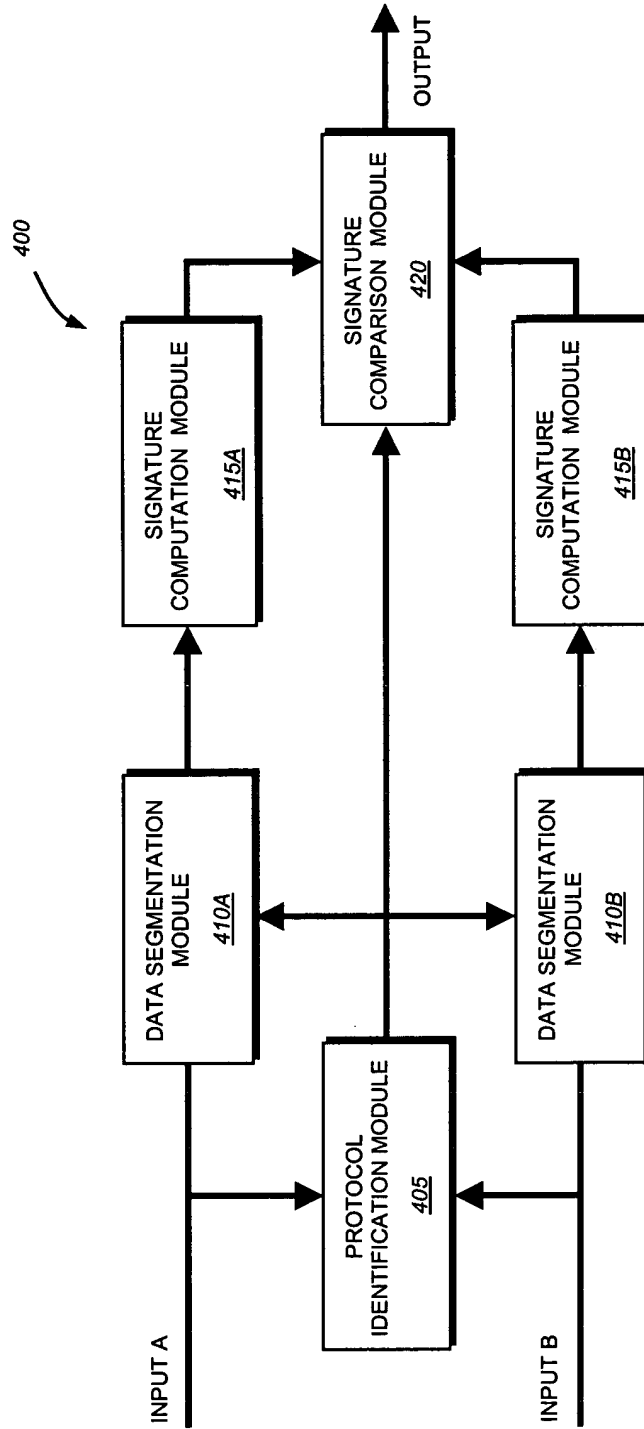 400
INPUT A
DATA SEGMENTATION
MODULE
410A
SIGNATURE
COMPUTATION MODULE
415A
PROTOCOL
IDENTIFICATION MODULE
405
SIGNATURE
COMPARISON MODULE
420
OUTPUT
INPUT B
DATA SEGMENTATION
MODULE
410B
SIGNATURE
COMPUTATION MODULE
415B